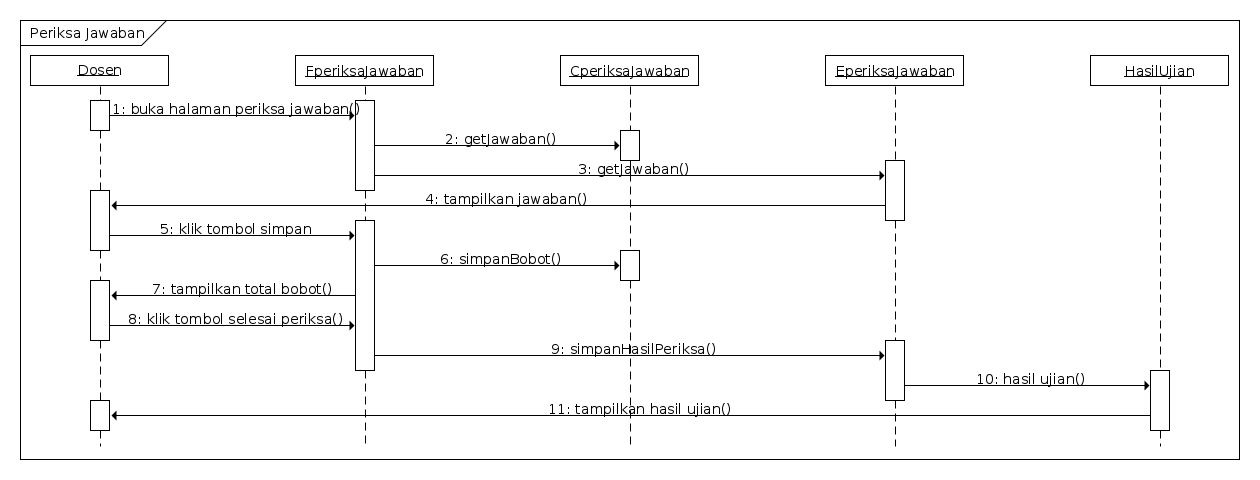 Periksa Jawaban
Dosen
FperiksaJawaban
CperiksaJawaban
EperiksaJawaban
HasilUjian
1: buka halaman periksa jawaban()
2: getJawaban()
3: getJawaban()
4: tampilkan jawaban()
5: klik tombol simpan
6: simpanBobot()
7: tampilkan total bobot()
8: klik tombol selesai periksa()
9: simpanHasilPeriksa()
10: hasil ujian()
11: tampilkan hasil ujian()